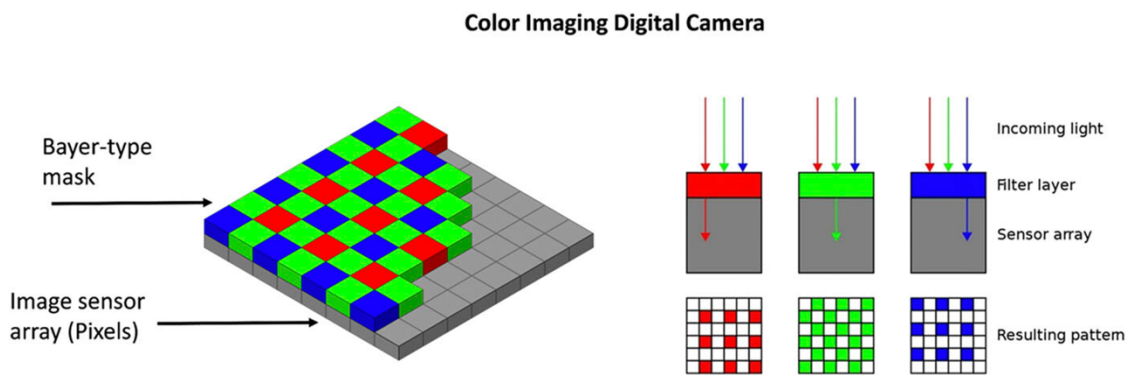 Color Imaging Digital Camera
Bayer-type
mask
Image sensor
array (Pixels)
Incoming light
Filter layer
Sensor array
Resulting pattern